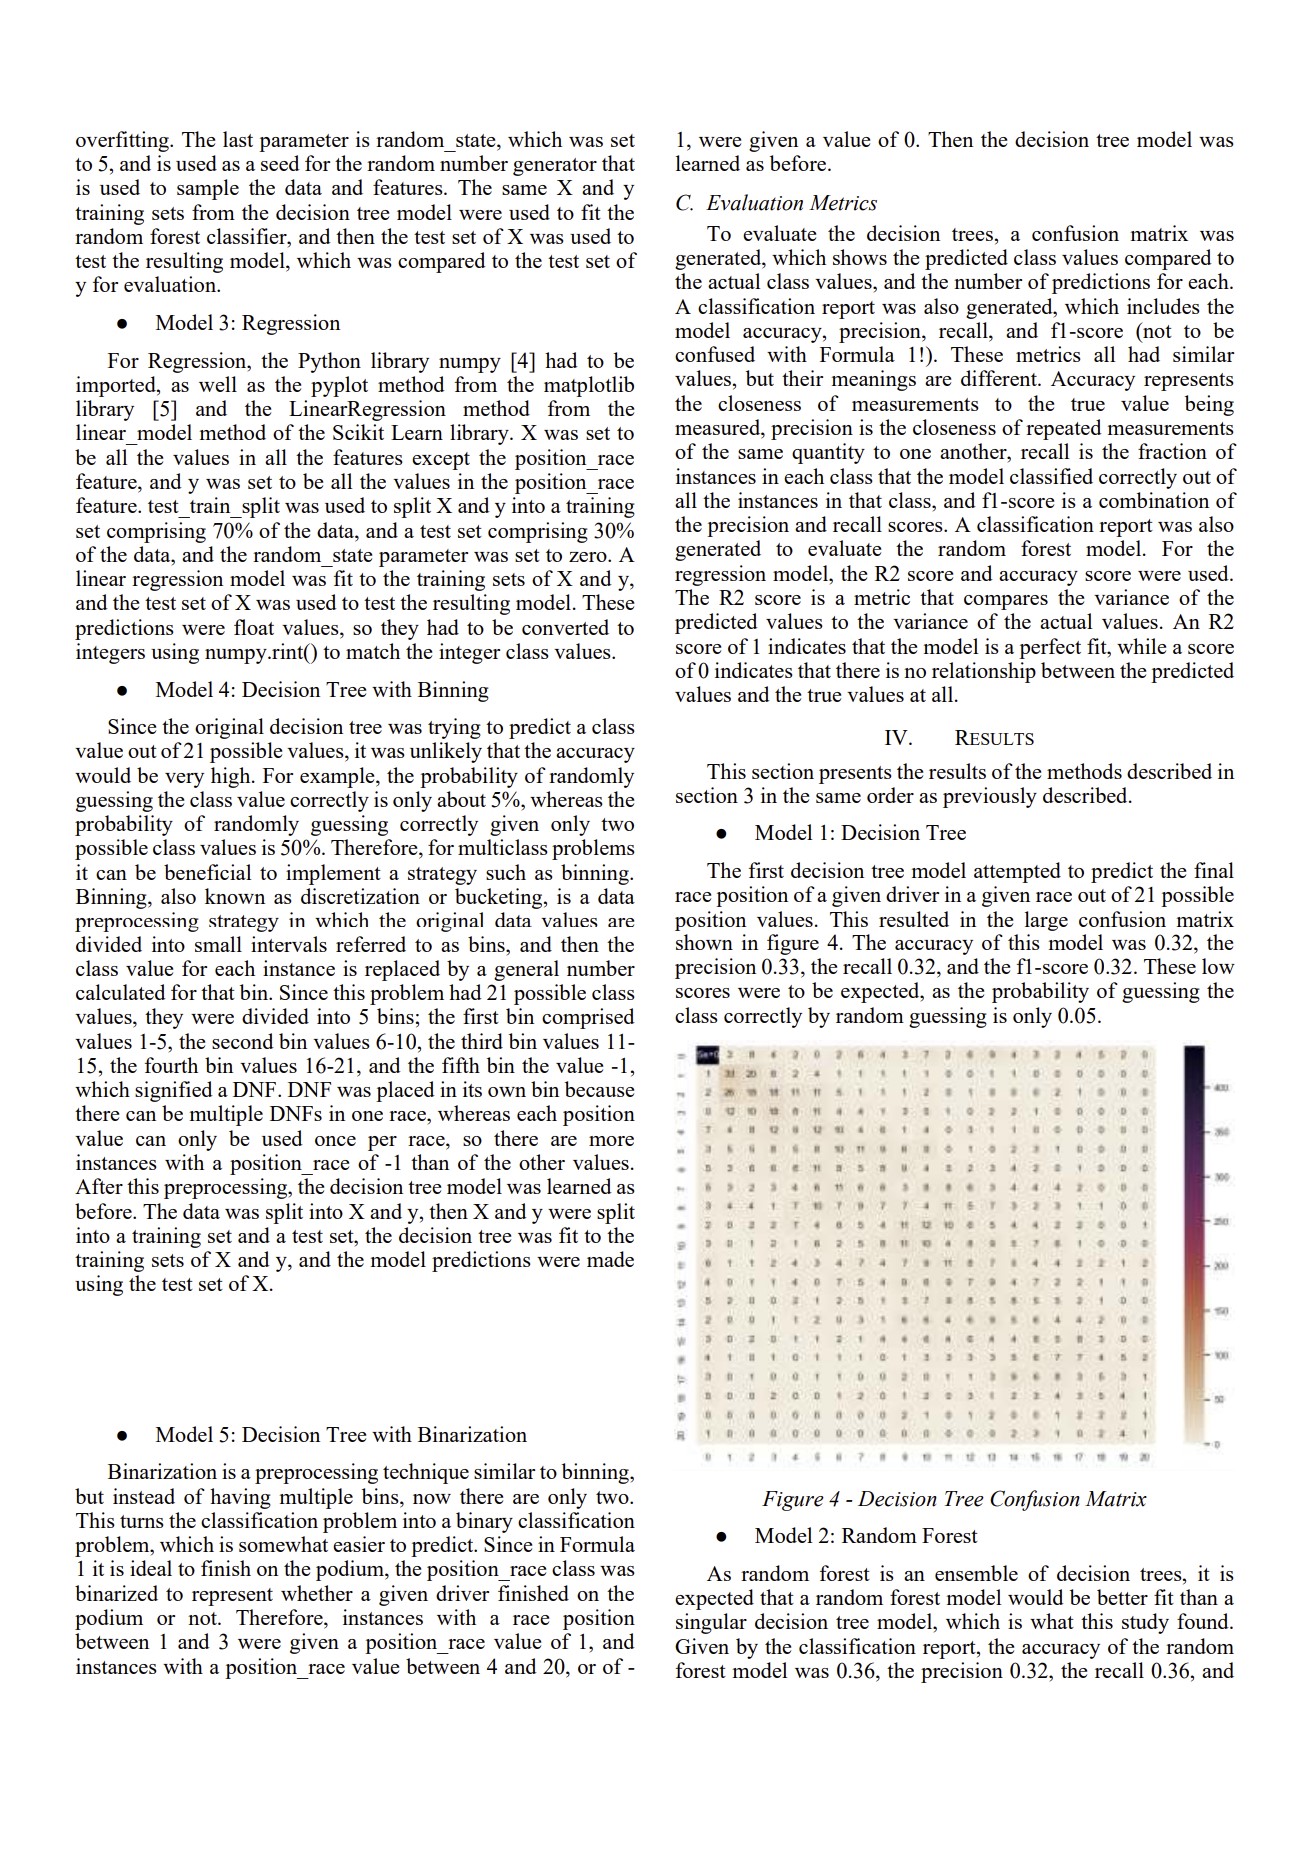 overfitting. The last parameter is random_state, which was set
to 5, and is used as a seed for the random number generator that
is used to sample the data and features. The same X and y
training sets from the decision tree model were used to fit the
random forest classifier, and then the test set of X was used to
test the resulting model, which was compared to the test set of
y for evaluation.
● Model 3: Regression
For Regression, the Python library numpy [4] had to be
imported, as well as the pyplot method from the matplotlib
library [5] and the LinearRegression method from the
linear_model method of the Scikit Learn library. X was set to
be all the values in all the features except the position_race
feature, and y was set to be all the values in the position_race
feature. test_train_split was used to split X and y into a training
set comprising 70% of the data, and a test set comprising 30%
of the data, and the random_state parameter was set to zero. A
linear regression model was fit to the training sets of X and y,
and the test set of X was used to test the resulting model. These
predictions were float values, so they had to be converted to
integers using numpy.rint() to match the integer class values.
● Model 4: Decision Tree with Binning
Since the original decision tree was trying to predict a class
value out of 21 possible values, it was unlikely that the accuracy
would be very high. For example, the probability of randomly
guessing the class value correctly is only about 5%, whereas the
probability of randomly guessing correctly given only two
possible class values is 50%. Therefore, for multiclass problems
it can be beneficial to implement a strategy such as binning.
Binning, also known as discretization or bucketing, is a data
preprocessing strategy in which the original data values are
divided into small intervals referred to as bins, and then the
class value for each instance is replaced by a general number
calculated for that bin. Since this problem had 21 possible class
values, they were divided into 5 bins; the first bin comprised
values 1-5, the second bin values 6-10, the third bin values 11-
15, the fourth bin values 16-21, and the fifth bin the value -1,
which signified a DNF. DNF was placed in its own bin because
there can be multiple DNFs in one race, whereas each position
value can only be used once per race, so there are more
instances with a position_race of -1 than of the other values.
After this preprocessing, the decision tree model was learned as
before. The data was split into X and y, then X and y were split
into a training set and a test set, the decision tree was fit to the
training sets of X and y, and the model predictions were made
using the test set of X.
● Model 5: Decision Tree with Binarization
Binarization is a preprocessing technique similar to binning,
but instead of having multiple bins, now there are only two.
This turns the classification problem into a binary classification
problem, which is somewhat easier to predict. Since in Formula
1 it is ideal to finish on the podium, the position_race class was
binarized to represent whether a given driver finished on the
podium or not. Therefore, instances with a race position
between 1 and 3 were given a position_race value of 1, and
instances with a position_race value between 4 and 20, or of -
1, were given a value of 0. Then the decision tree model was
learned as before.
C. Evaluation Metrics
To evaluate the decision trees, a confusion matrix was
generated, which shows the predicted class values compared to
the actual class values, and the number of predictions for each.
A classification report was also generated, which includes the
model accuracy, precision, recall, and f1-score (not to be
confused with Formula 1!). These metrics all had similar
values, but their meanings are different. Accuracy represents
the closeness of measurements to the true value being
measured, precision is the closeness of repeated measurements
of the same quantity to one another, recall is the fraction of
instances in each class that the model classified correctly out of
all the instances in that class, and f1-score is a combination of
the precision and recall scores. A classification report was also
generated to evaluate the random forest model. For the
regression model, the R2 score and accuracy score were used.
The R2 score is a metric that compares the variance of the
predicted values to the variance of the actual values. An R2
score of 1 indicates that the model is a perfect fit, while a score
of 0 indicates that there is no relationship between the predicted
values and the true values at all.
IV. RESULTS
This section presents the results of the methods described in
section 3 in the same order as previously described.
● Model 1: Decision Tree
The first decision tree model attempted to predict the final
race position of a given driver in a given race out of 21 possible
position values. This resulted in the large confusion matrix
shown in figure 4. The accuracy of this model was 0.32, the
precision 0.33, the recall 0.32, and the f1-score 0.32. These low
scores were to be expected, as the probability of guessing the
class correctly by random guessing is only 0.05.
Figure 4 - Decision Tree Confusion Matrix
● Model 2: Random Forest
As random forest is an ensemble of decision trees, it is
expected that a random forest model would be better fit than a
singular decision tree model, which is what this study found.
Given by the classification report, the accuracy of the random
forest model was 0.36, the precision 0.32, the recall 0.36, and